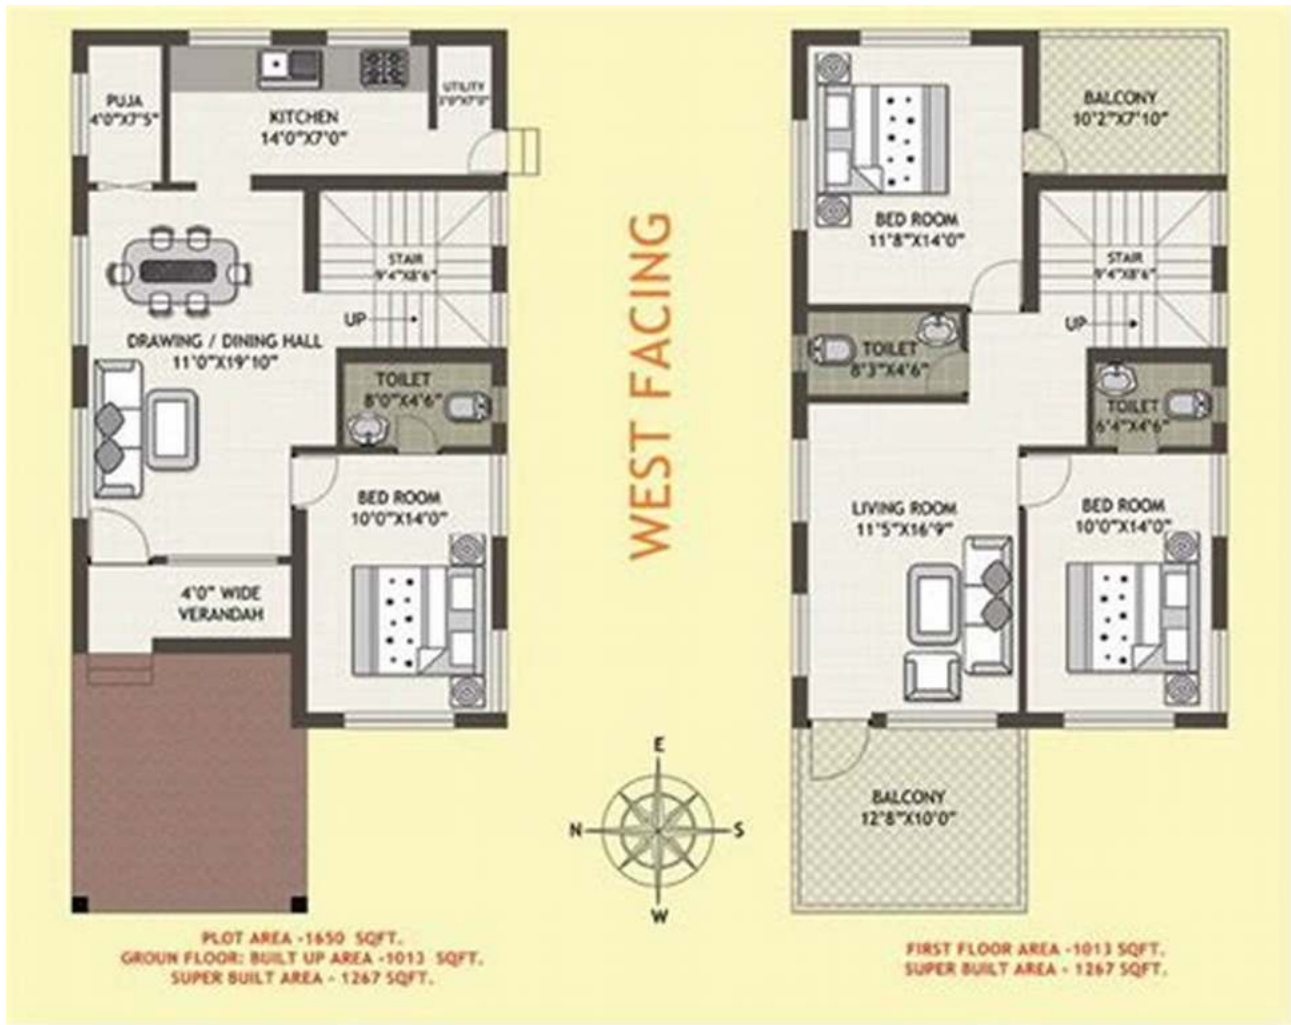 PUJA
4'0"X7'5"
KITCHEN
14'0"X7'0"
UTILITY
3'0"X7'0"
STAIR
9'4"X8'6"
UP
DRAWING / DINING HALL
11'0"X19'10"
TOILET
8'0"X4'6"
BED ROOM
10'0"X14'0"
4'0" WIDE
VERANDAH
PLOT AREA -1650 SQFT.
GROUN FLOOR: BUILT UP AREA -1013 SQFT.
SUPER BUILT AREA - 1267 SQFT.
WEST FACING
E
N
S
W
BALCONY
10'2"X7'10"
BED ROOM
11'8"X14'0"
STAIR
9'4"X8'6"
UP
TOILET
8'3"X4'6"
TOILET
6'4"X4'6"
LIVING ROOM
11'5"X16'9"
BED ROOM
10'0"X14'0"
BALCONY
12'8"X10'0"
FIRST FLOOR AREA -1013 SQFT.
SUPER BUILT AREA - 1267 SQFT.